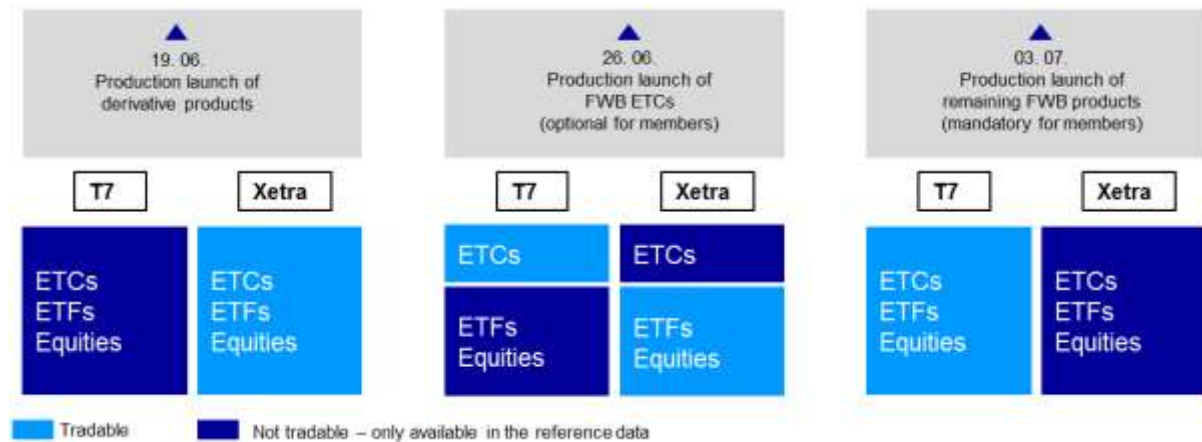 19. 06.
Production launch of
derivative products
26. 06.
Production launch of
FWB ETCs
(optional for members)
03. 07.
Production launch of
remaining FWB products
(mandatory for members)
T7
Xetra
T7
Xetra
T7
Xetra
ETCs
ETFs
Equities
ETCs
ETFs
Equities
ETCs
ETFs
Equities
ETCs
ETFs
Equities
ETCs
ETFs
Equities
ETCs
ETFs
Equities
Tradable
Not tradable – only available in the reference data